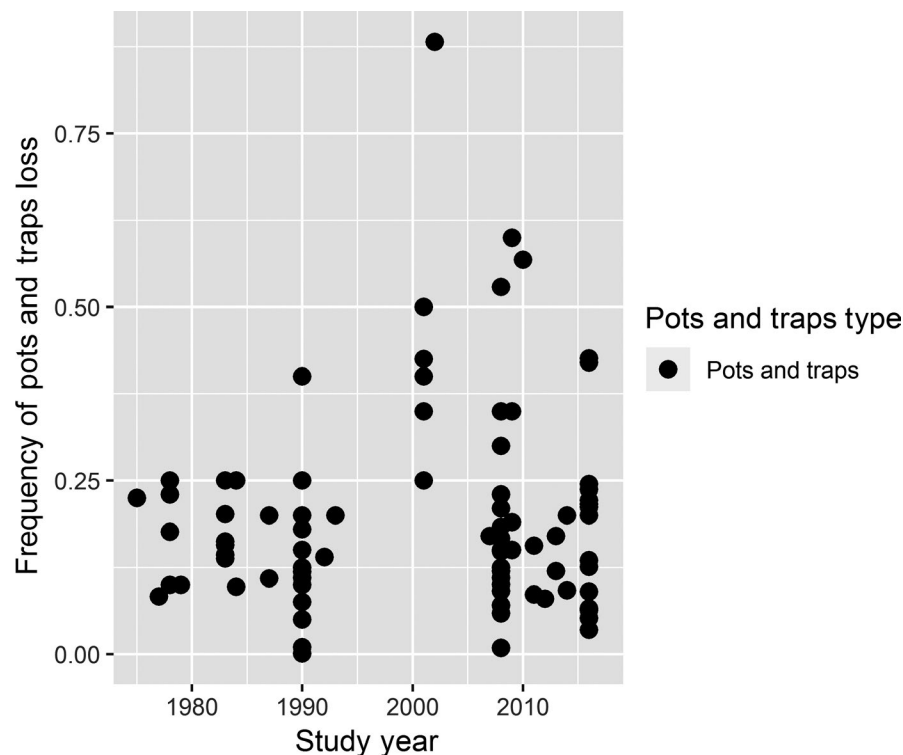 Frequency of pots and traps loss
0.75
0.50
0.25
0.00
1980 1990 2000 2010
Study year
Pots and traps type
Pots and traps